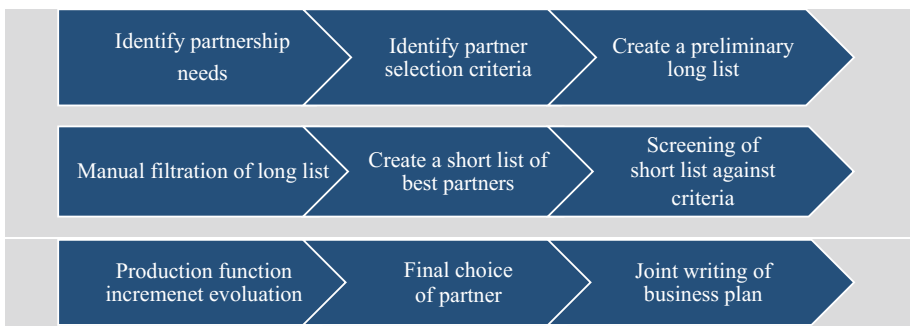 Identify partnership
needs
Identify partner
selection criteria
Create a preliminary
long list
Manual filtration of long list
Create a short list of
best partners
Screening of
short list against
criteria
Production function
incremenet evoluation
Final choice
of partner
Joint writing of
business plan